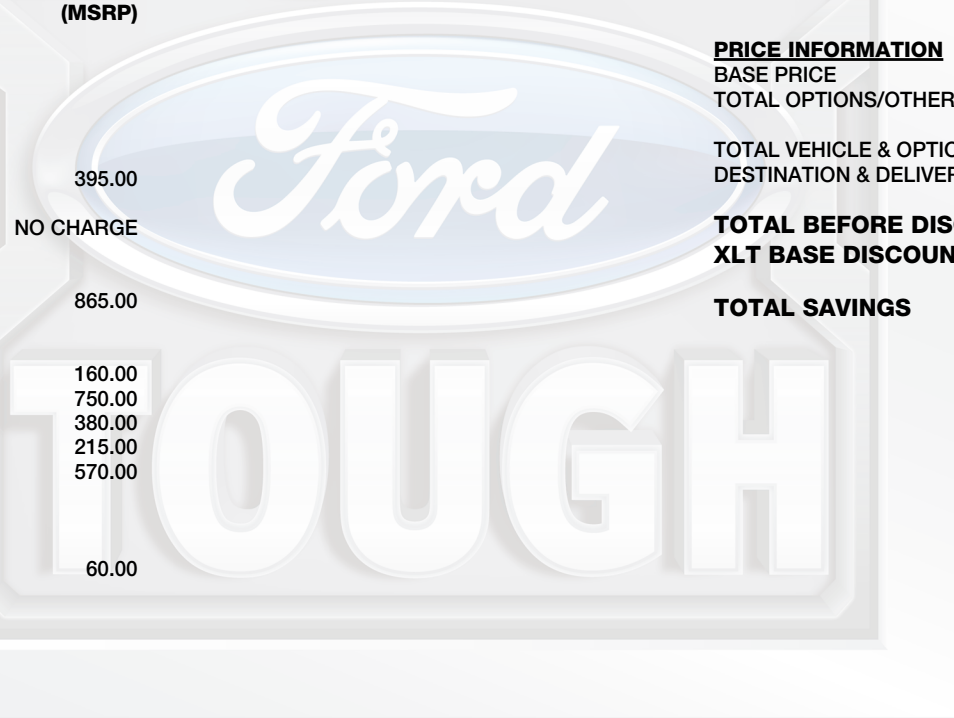 (MSRP)
395.00
NO CHARGE
865.00
160.00
750.00
380.00
215.00
570.00
60.00
PRICE INFORMATION
BASE PRICE
TOTAL OPTIONS/OTHER
TOTAL VEHICLE & OPTIO
DESTINATION & DELIVER
TOTAL BEFORE DISC
XLT BASE DISCOUN
TOTAL SAVINGS
Ford
TOUGH